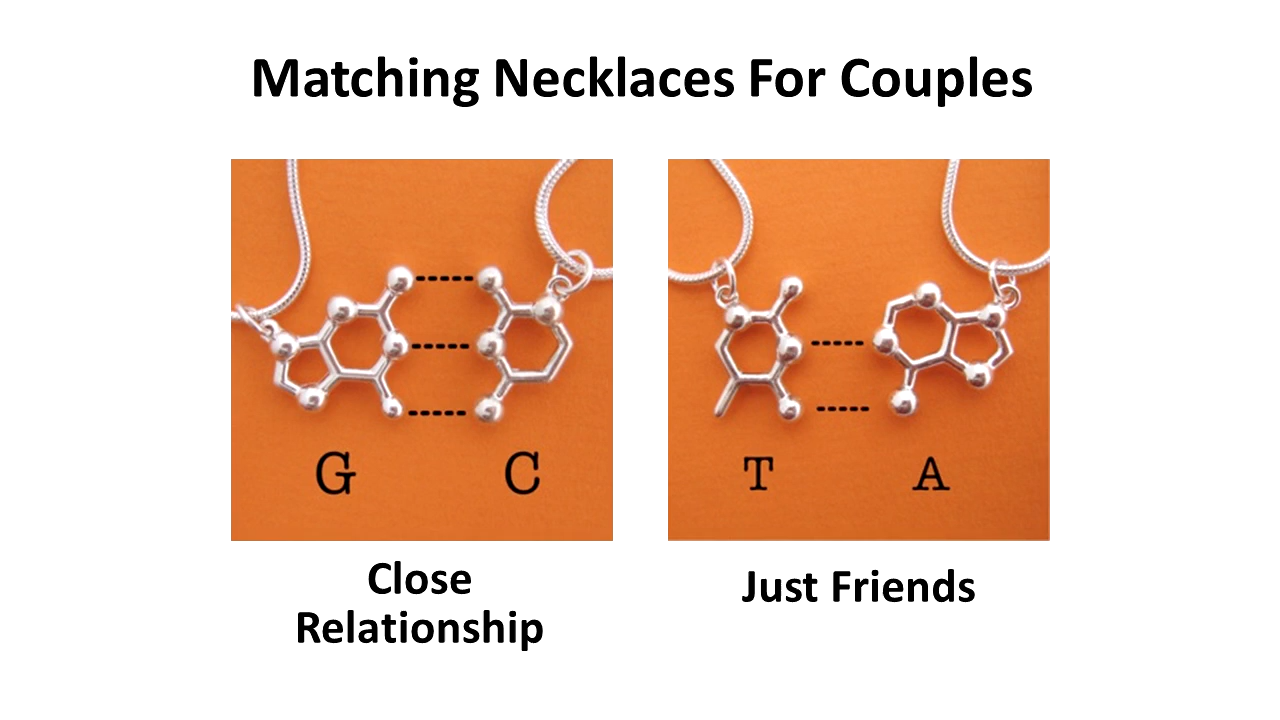 Matching Necklaces For Couples
G C
T A
Close
Relationship
Just Friends